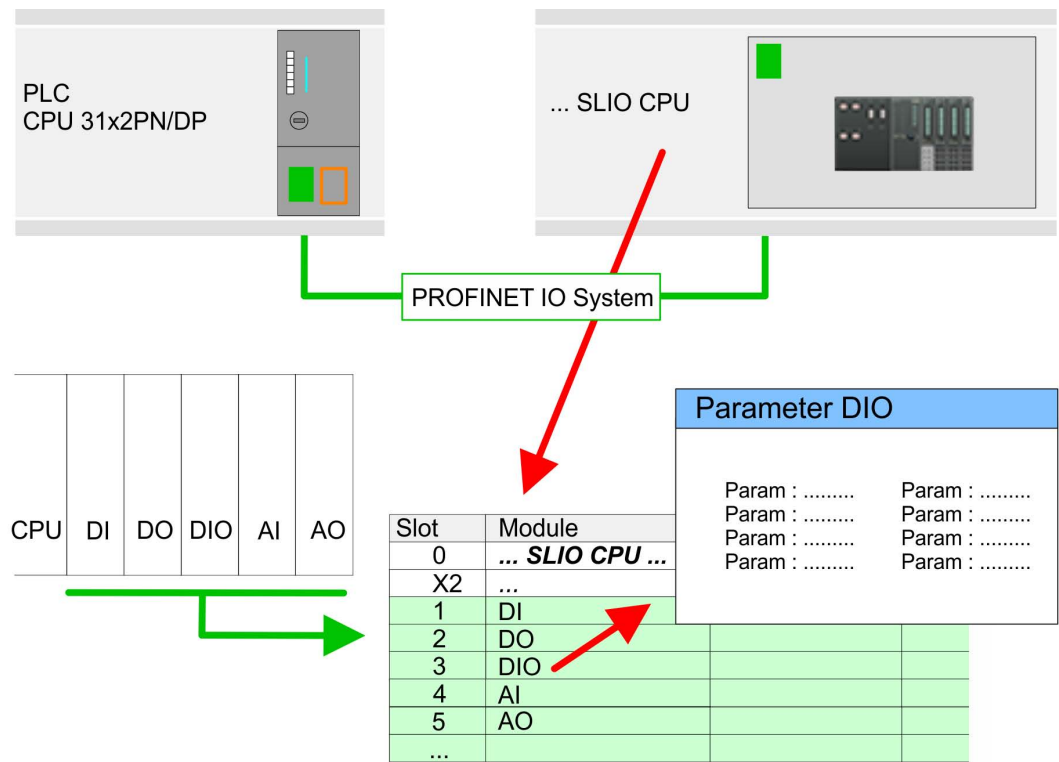 PLC
CPU 31x2PN/DP
... SLIO CPU
PROFINET IO System
CPU DI DO DIO AI AO
Parameter DIO
Param : ......... Param : .........
Param : ......... Param : .........
Param : ......... Param : .........
Param : ......... Param : .........
Slot Module
0 ... SLIO CPU ...
X2 ...
1 DI
2 DO
3 DIO
4 AI
5 AO
...